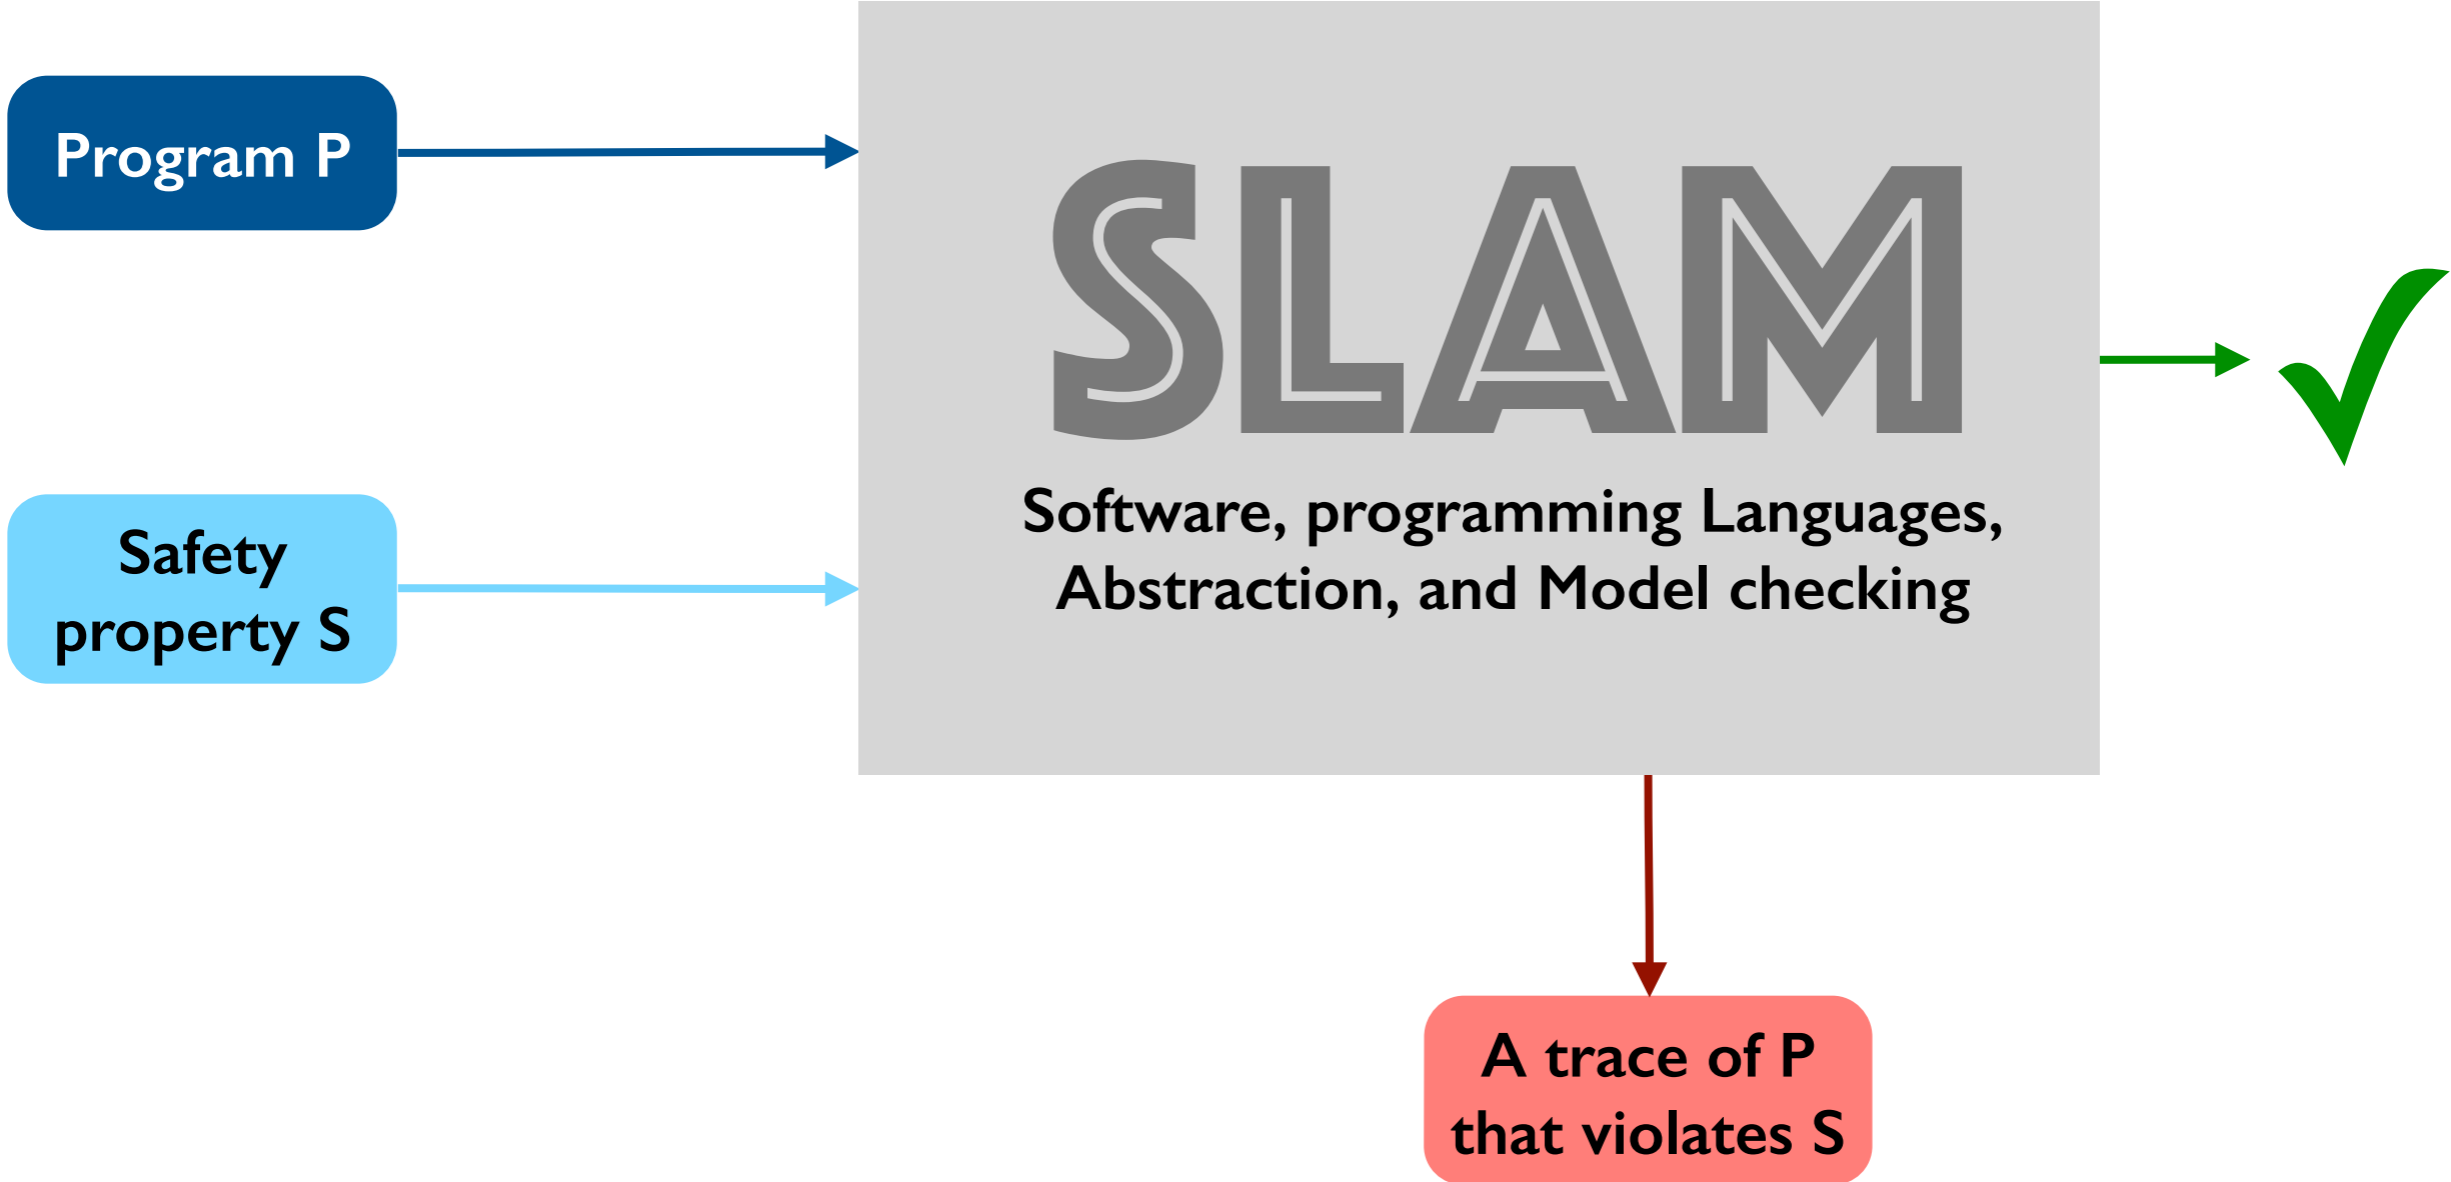 Program P
SLAM
Software, programming Languages,
Abstraction, and Model checking
Safety
property S
A trace of P
that violates S